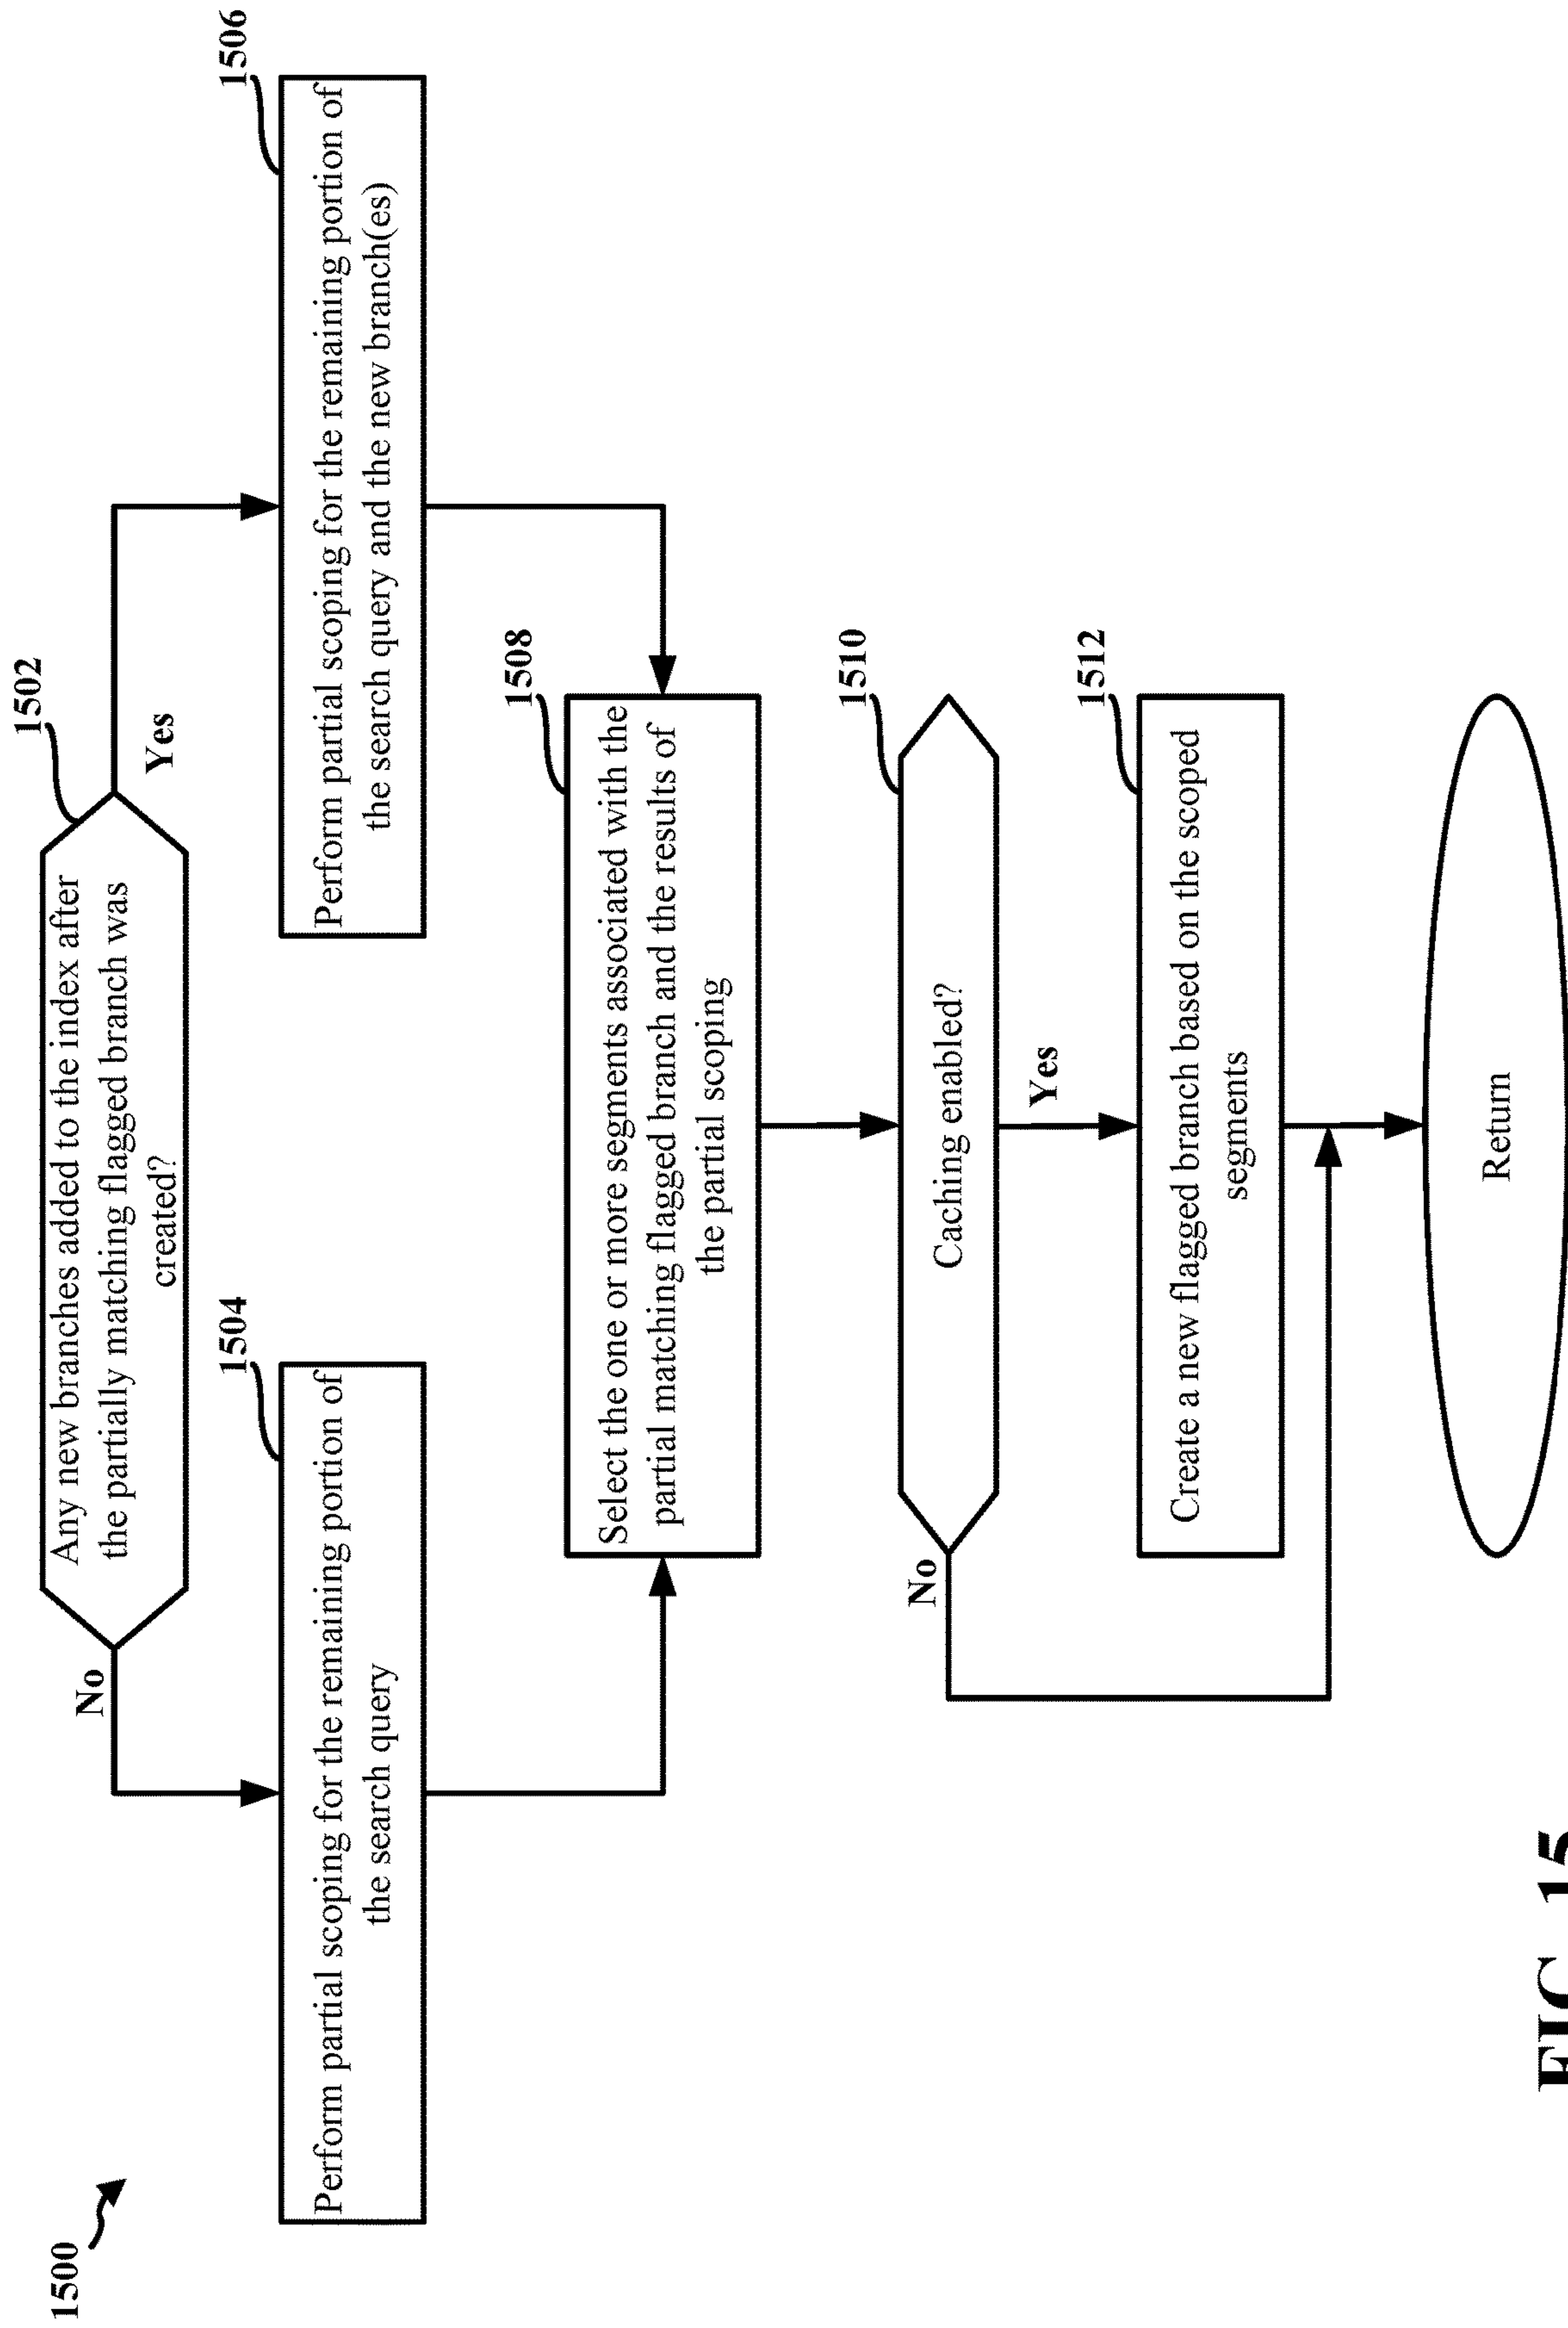 1500
1502
Any new branches added to the index after
the partially matching flagged branch was
created?
No
Yes
1504
Perform partial scoping for the remaining portion of
the search query
1506
Perform partial scoping for the remaining portion of
the search query and the new branch(es)
1508
Select the one or more segments associated with the
partial matching flagged branch and the results of
the partial scoping
1510
Caching enabled?
No
Yes
1512
Create a new flagged branch based on the scoped
segments
Return
FIG. 15